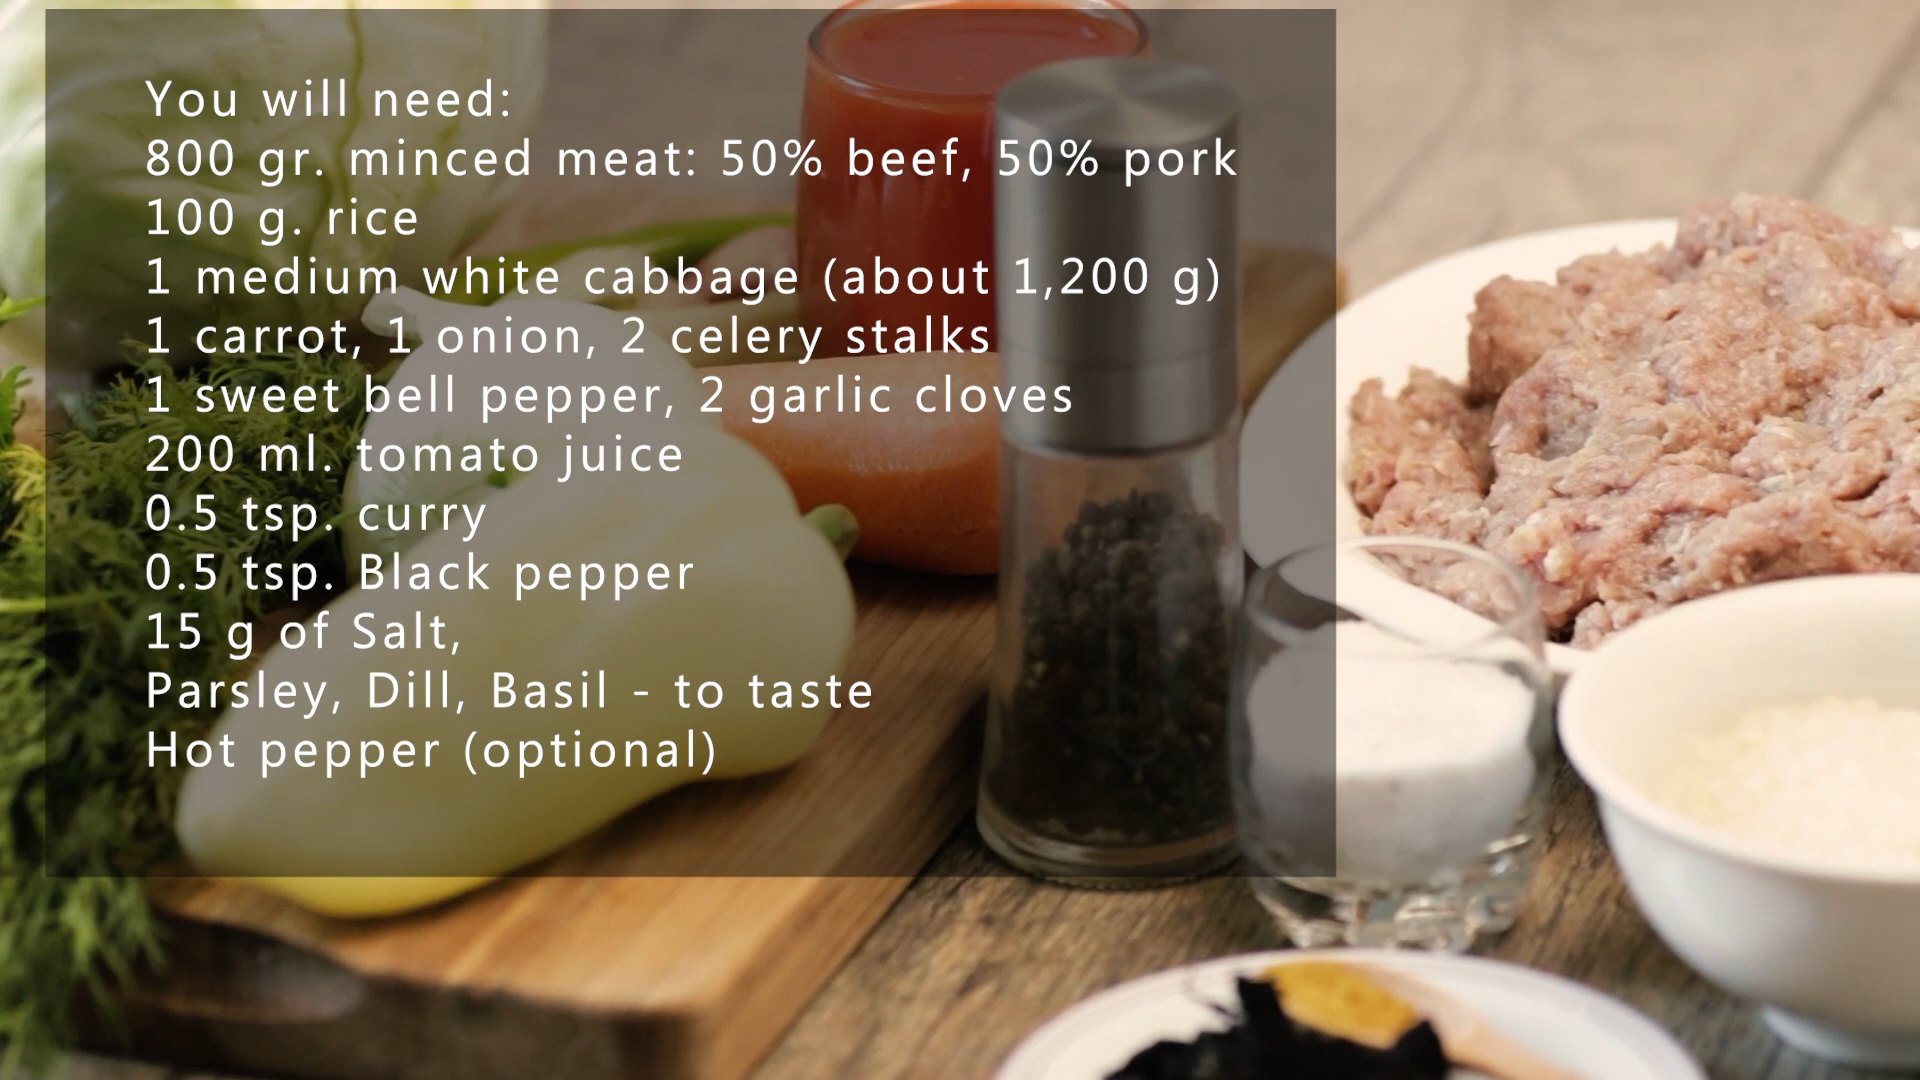 You will need:
800 gr. minced meat: 50% beef, 50% pork
100 g. rice
1 medium white cabbage (about 1,200 g)
1 carrot, 1 onion, 2 celery stalks
1 sweet bell pepper, 2 garlic cloves
200 ml. tomato juice
0.5 tsp. curry
0.5 tsp. Black pepper
15 g of Salt,
Parsley, Dill, Basil - to taste
Hot pepper (optional)